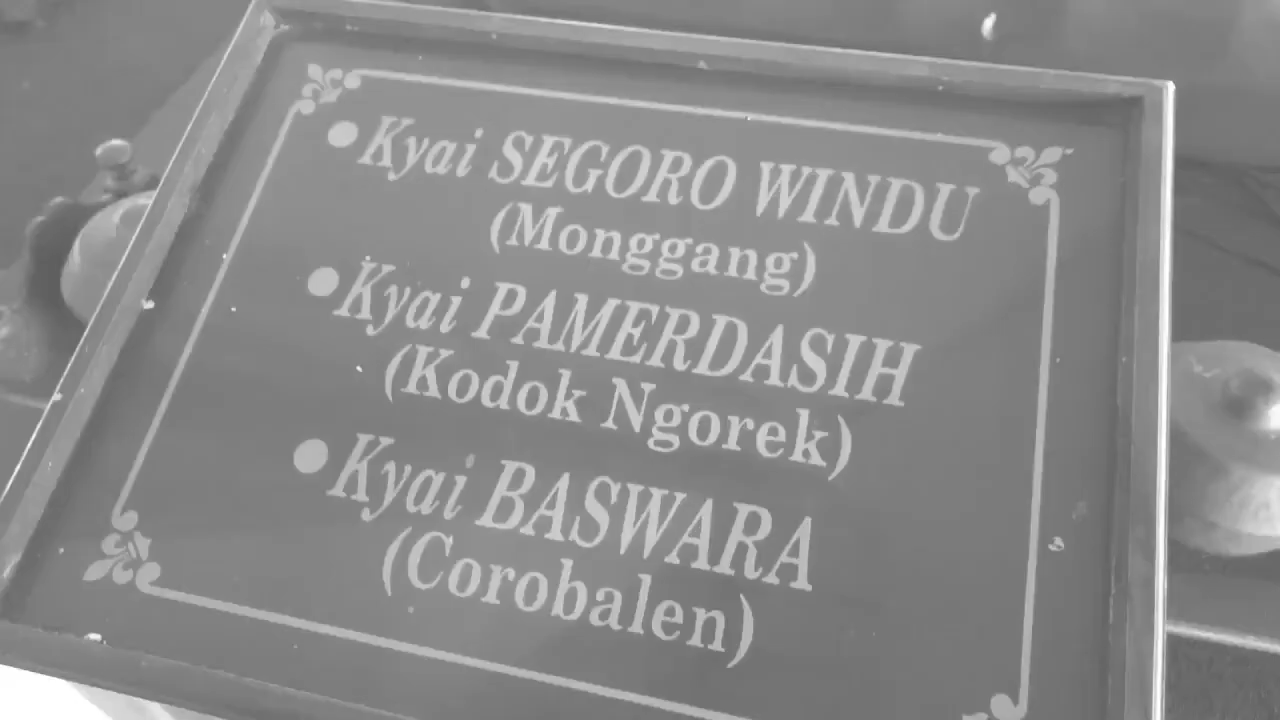 •Kyai SEGORO WINDU
(Monggang)
•Kyai PAMERDASIH
(Kodok Ngorek)
•Kyai BASWARA
(Corobalen)